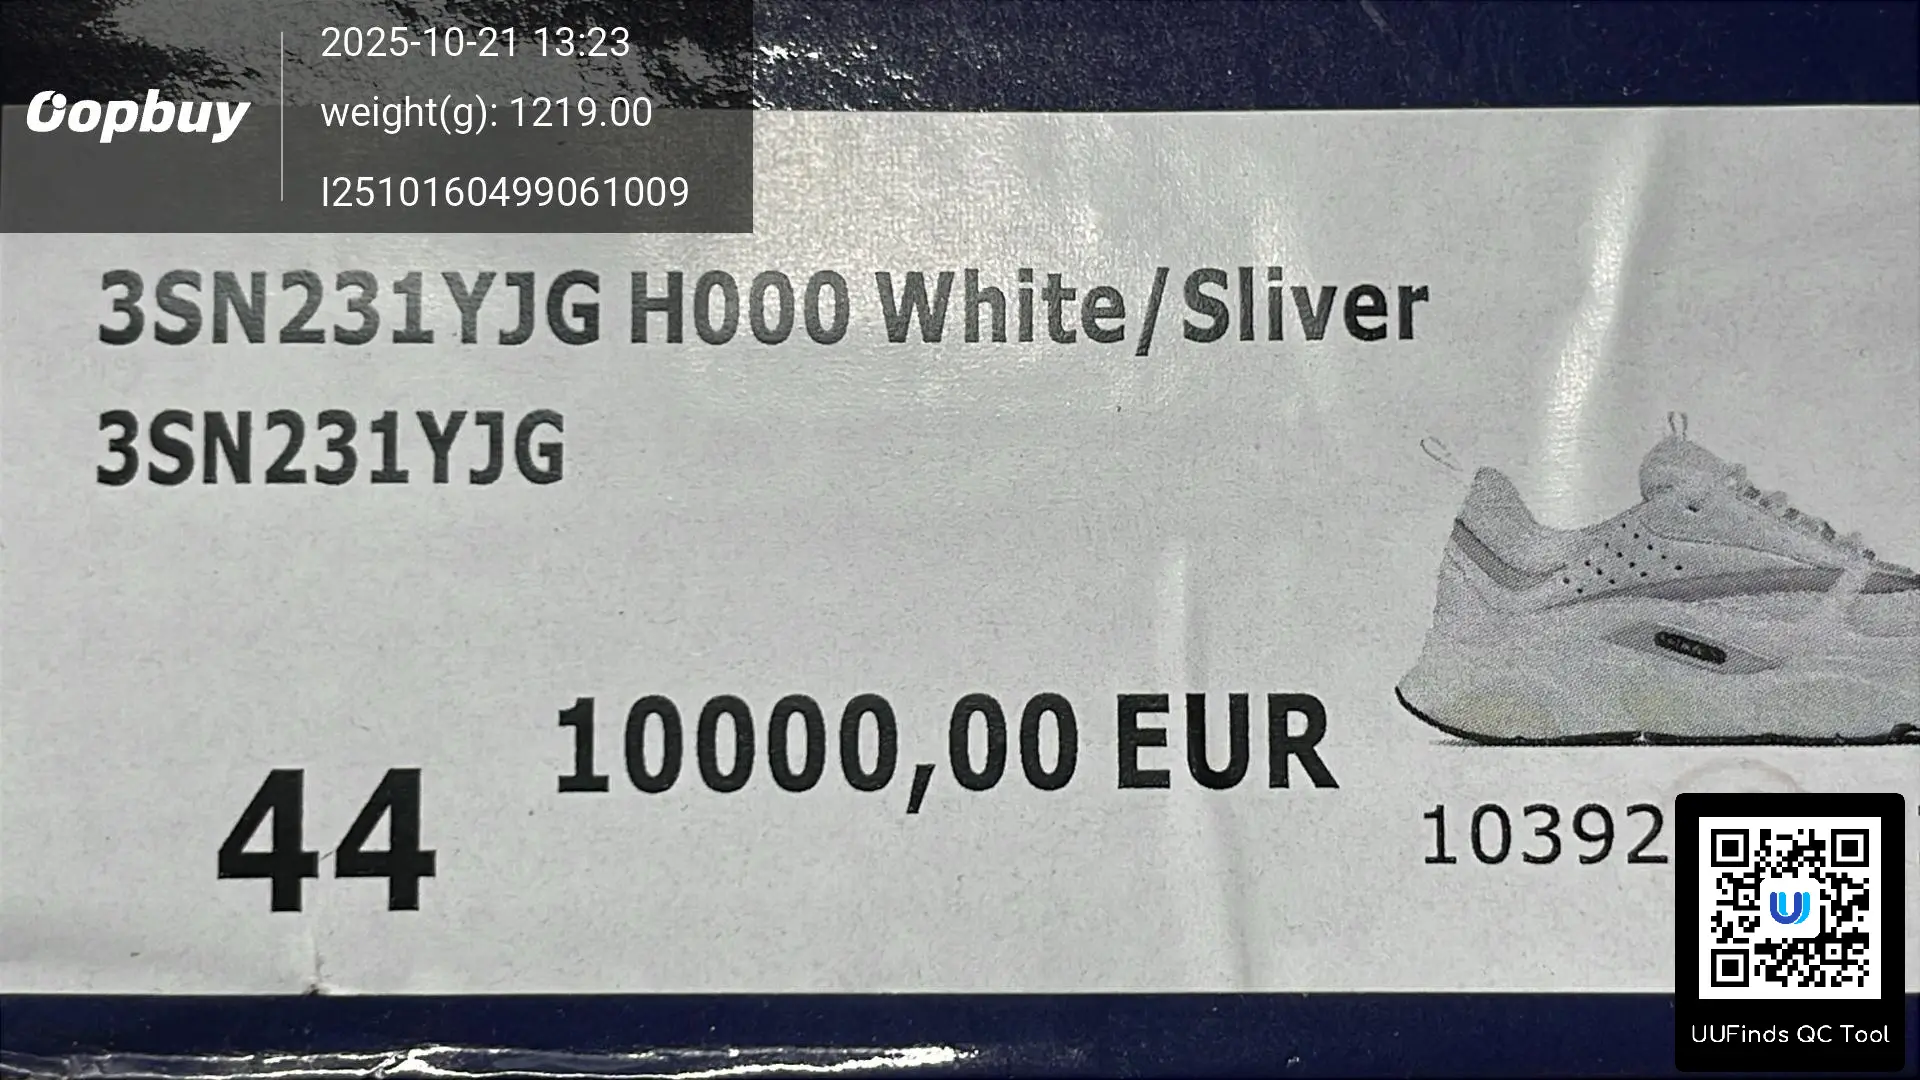 Oopbuy
2025-10-21 13:23
weight(g): 1219.00
I2510160499061009
3SN231YJG H000 White/Sliver
3SN231YJG
10000,00 EUR
44
10392
UUFinds QC Tool